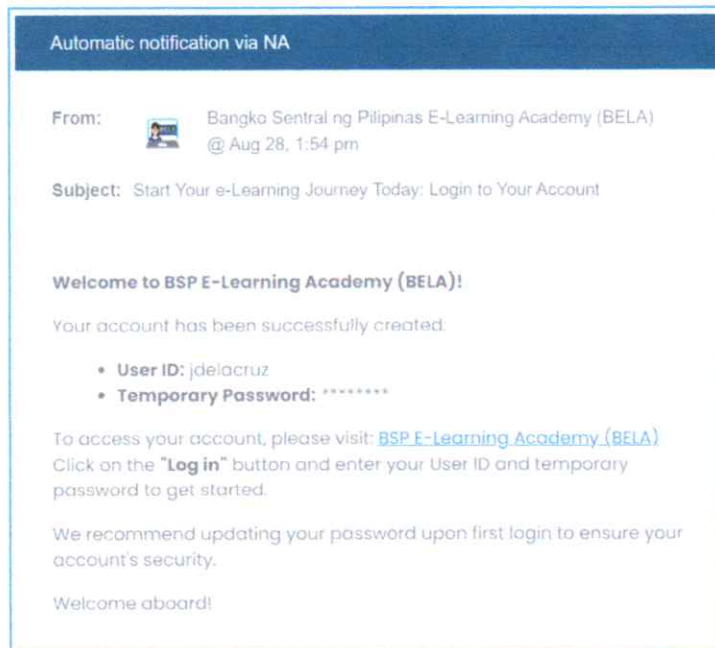 Automatic notification via NA
From: Bangko Sentral ng Pilipinas E-Learning Academy (BELA)
@ Aug 28, 1:54 pm
Subject: Start Your e-Learning Journey Today: Login to Your Account
Welcome to BSP E-Learning Academy (BELA)!
Your account has been successfully created:
• User ID: jdelacruz
• Temporary Password: ********
To access your account, please visit: BSP E-Learning Academy (BELA)
Click on the "Log in" button and enter your User ID and temporary
password to get started.
We recommend updating your password upon first login to ensure your
account's security.
Welcome aboard!